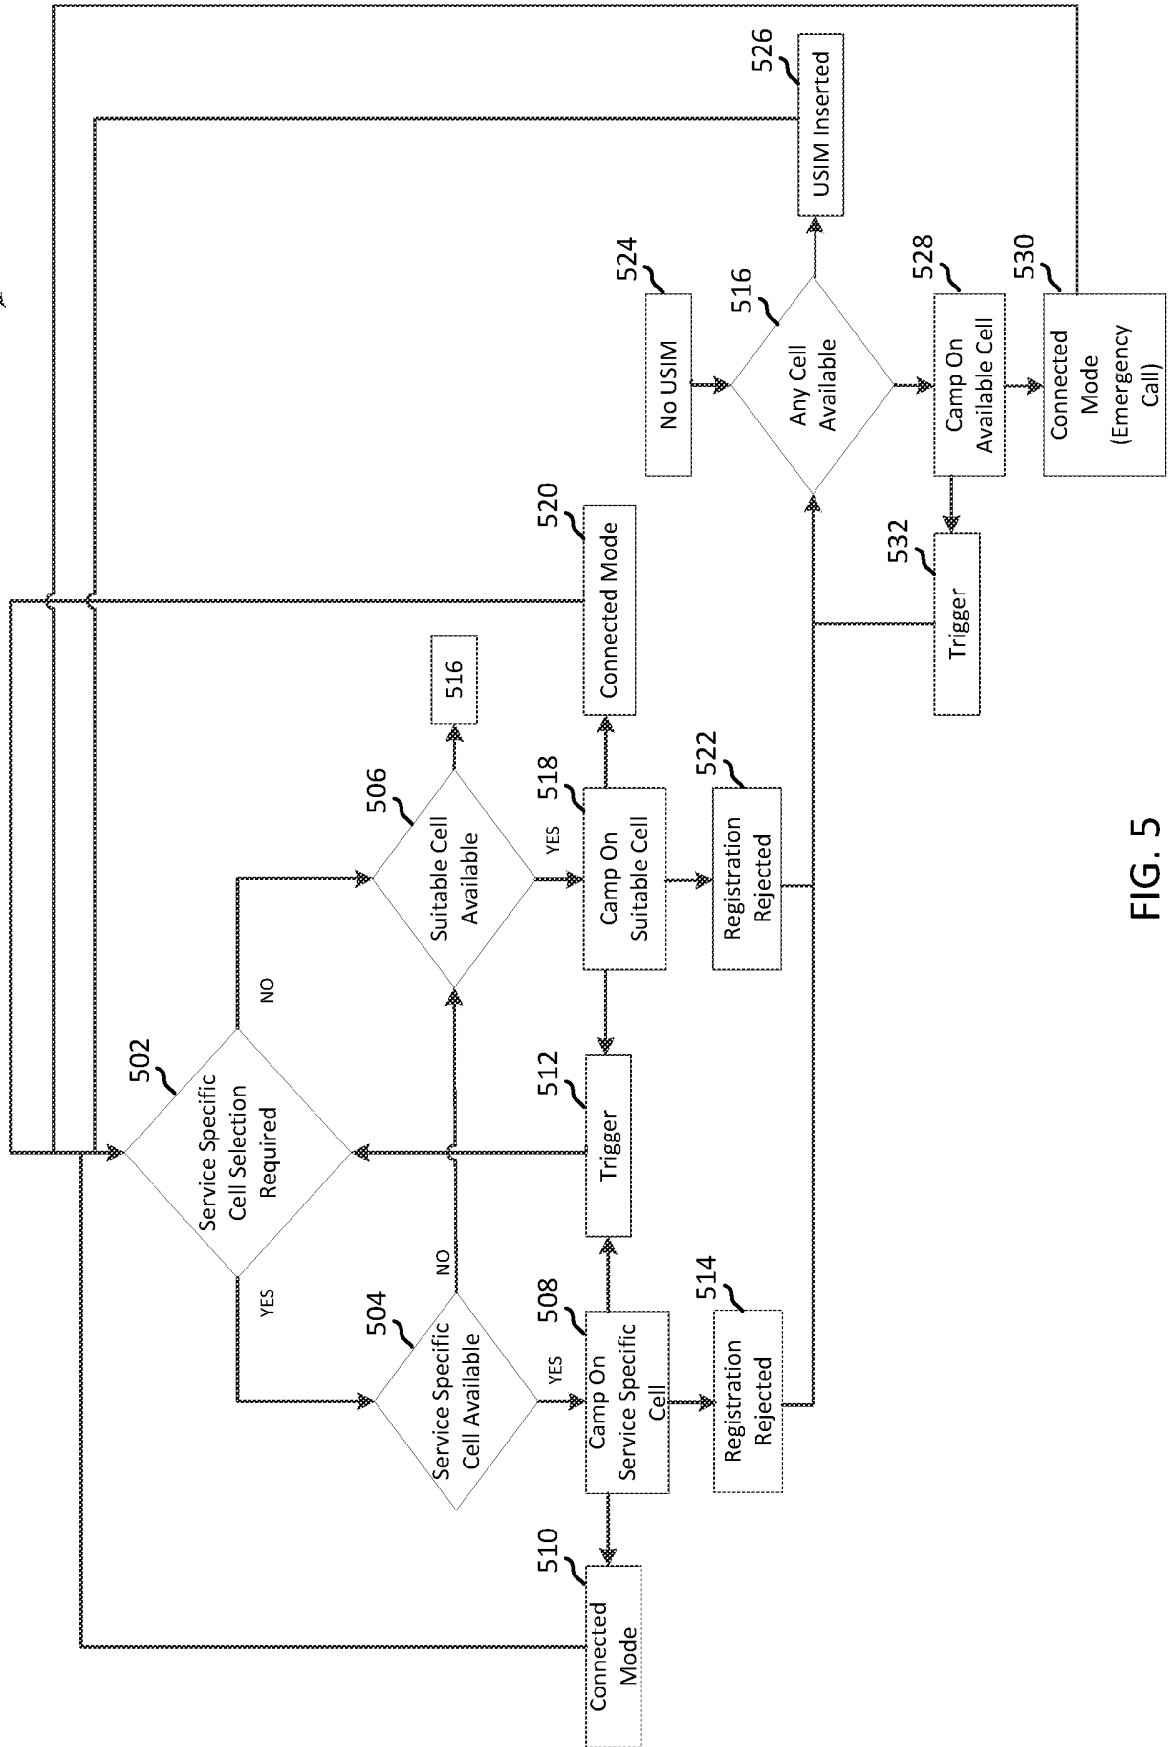 502
Service Specific
Cell Selection
Required
YES
NO
504
Service Specific
Cell Available
NO
YES
506
Suitable Cell
Available
516
YES
510
Connected
Mode
508
Camp On
Service Specific
Cell
512
Trigger
518
Camp On
Suitable Cell
520
Connected Mode
514
Registration
Rejected
522
Registration
Rejected
524
No USIM
516
Any Cell
Available
526
USIM Inserted
532
Trigger
528
Camp On
Available Cell
530
Connected
Mode
(Emergency
Call)
FIG. 5